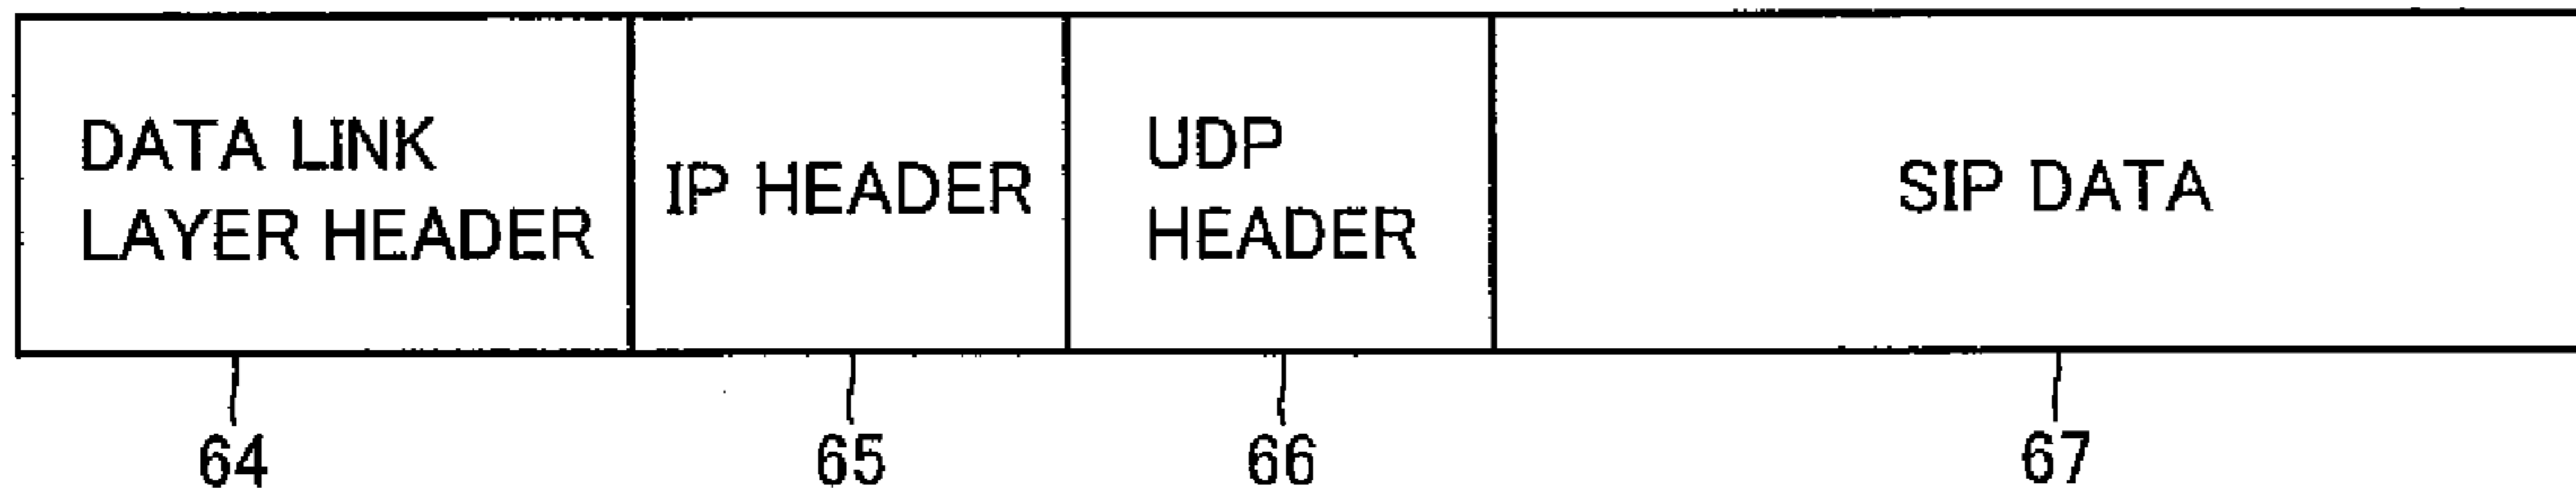 DATA LINK
LAYER HEADER
IP HEADER
UDP
HEADER
SIP DATA
64
65
66
67